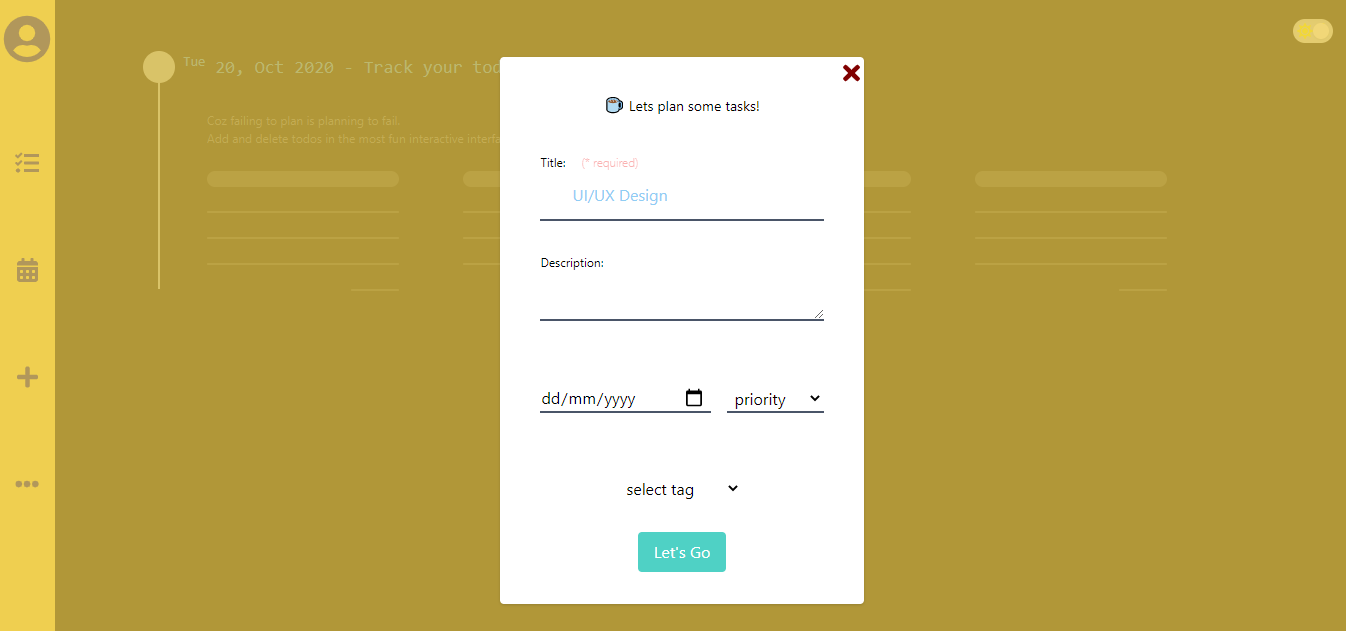 Tue 20, Oct 2020 - Track your tod
Coz failing to plan is planning to fail.
Add and delete todos in the most fun interactive interfa
Lets plan some tasks!
Title: (* required)
UI/UX Design
Description:
dd/mm/yyyy priority
select tag
Let's Go